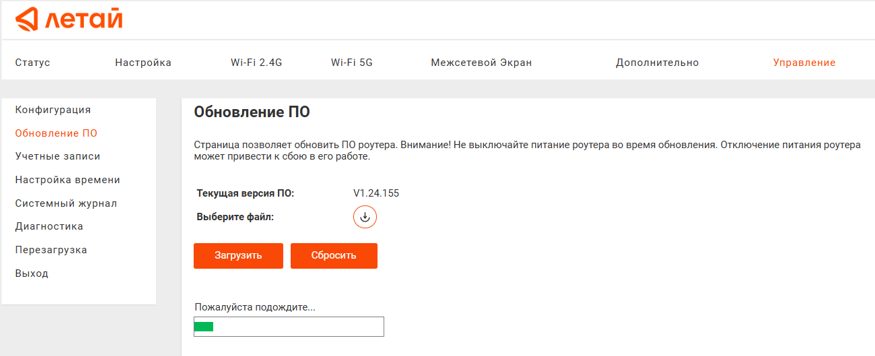 летай
Статус Настройка Wi-Fi 2.4G Wi-Fi 5G Межсетевой Экран Дополнительно Управление
Конфигурация
Обновление ПО
Учетные записи
Настройка времени
Системный журнал
Диагностика
Перезагрузка
Выход
Обновление ПО
Страница позволяет обновить ПО роутера. Внимание! Не выключайте питание роутера во время обновления. Отключение питания роутера
может привести к сбою в его работе.
Текущая версия ПО: V1.24.155
Выберите файл:
Загрузить Сбросить
Пожалуйста подождите...